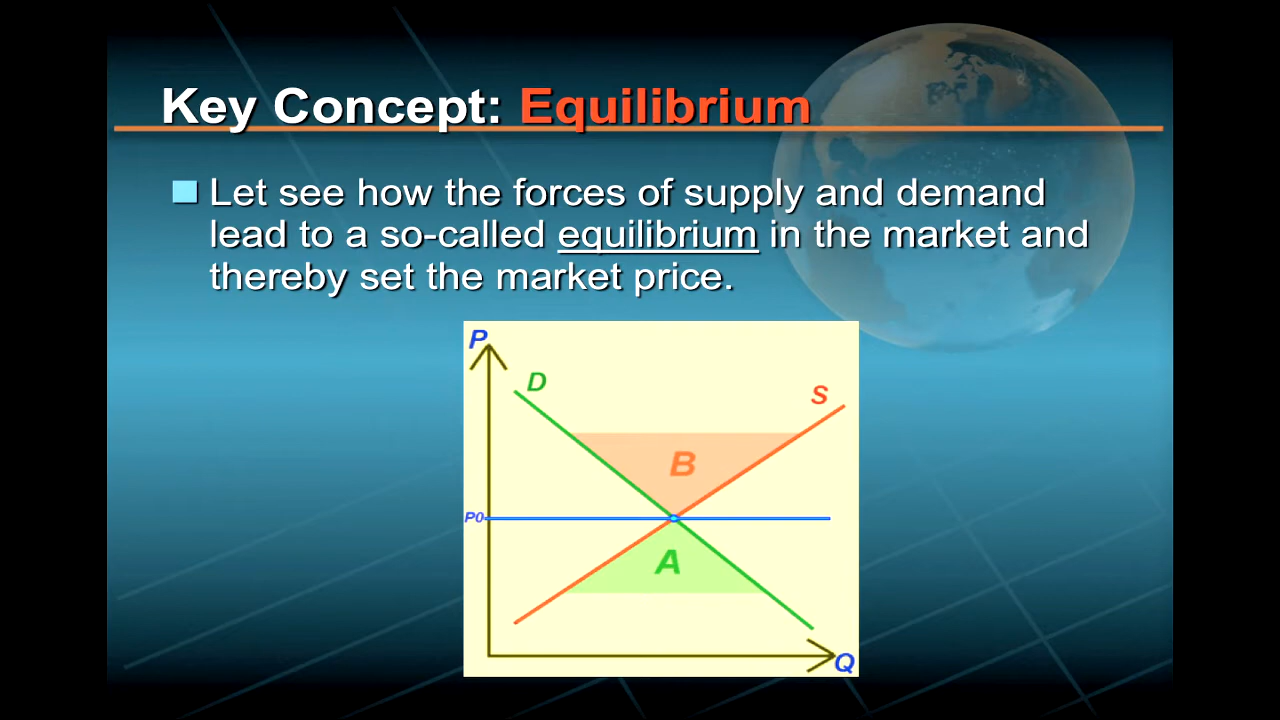 Key Concept: Equilibrium
Let see how the forces of supply and demand
lead to a so-called equilibrium in the market and
thereby set the market price.
P
D
S
B
P0
A
Q